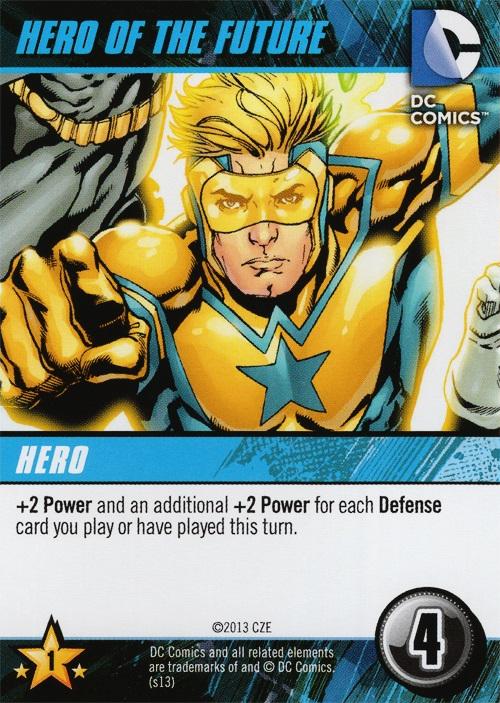 HERO OF THE FUTURE
DC
COMICS™
HERO
+2 Power and an additional +2 Power for each Defense
card you play or have played this turn.
©2013 CZE
1
DC Comics and all related elements
are trademarks of and © DC Comics.
(s13)
4